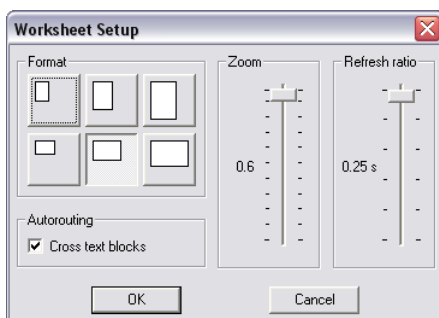 Worksheet Setup
Format
Zoom
Refresh ratio
0.6
0.25 s
Autorouting
Cross text blocks
OK
Cancel